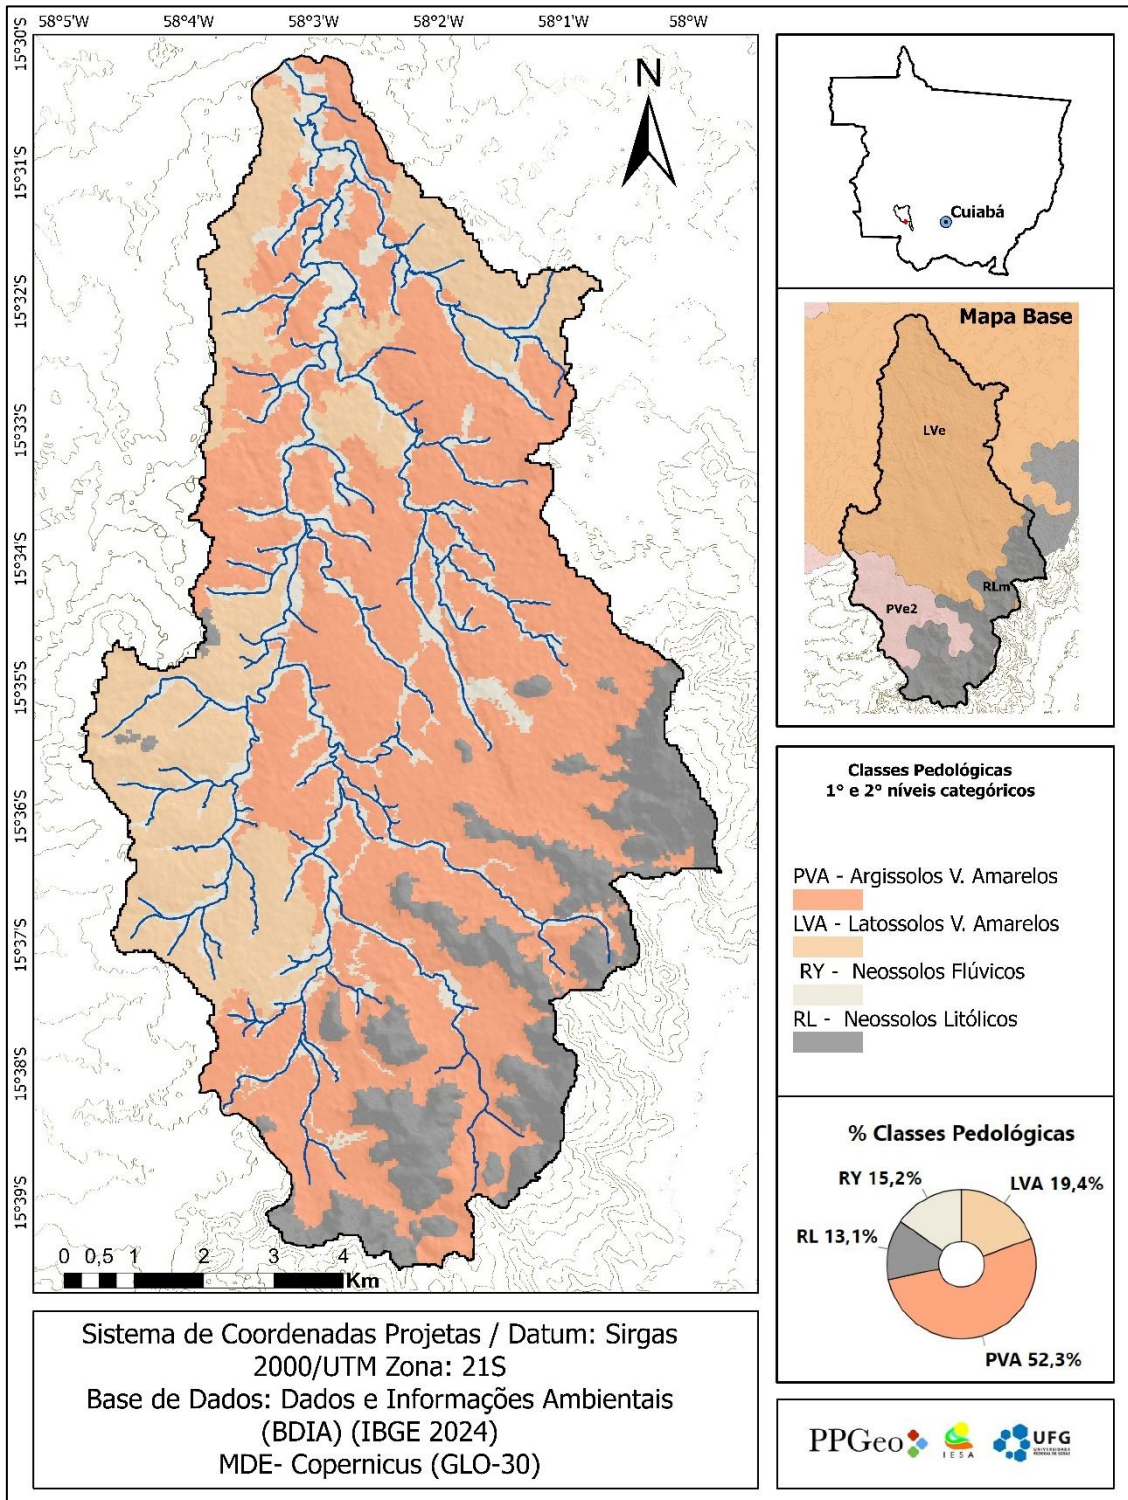 58°5'W
58°4'W
58°3'W
58°2'W
58°1'W
58°W
15°30'S
15°31'S
15°32'S
15°33'S
15°34'S
15°35'S
15°36'S
15°37'S
15°38'S
15°39'S
N
0 0,5 1 2 3 4
Km
Cuiabá
Mapa Base
LVe
RLm
PVe2
Classes Pedológicas
1° e 2° níveis categóricos
PVA - Argissolos V. Amarelos
LVA - Latossolos V. Amarelos
RY - Neossolos Flúvicos
RL - Neossolos Litólicos
% Classes Pedológicas
RY 15,2%
LVA 19,4%
RL 13,1%
PVA 52,3%
Sistema de Coordenadas Projetas / Datum: Sirgas
2000/UTM Zona: 21S
Base de Dados: Dados e Informações Ambientais
(BDIA) (IBGE 2024)
MDE- Copernicus (GLO-30)
PPGeo
IESA
UFG
UNIVERSIDADE
FEDERAL DE GOIÁS